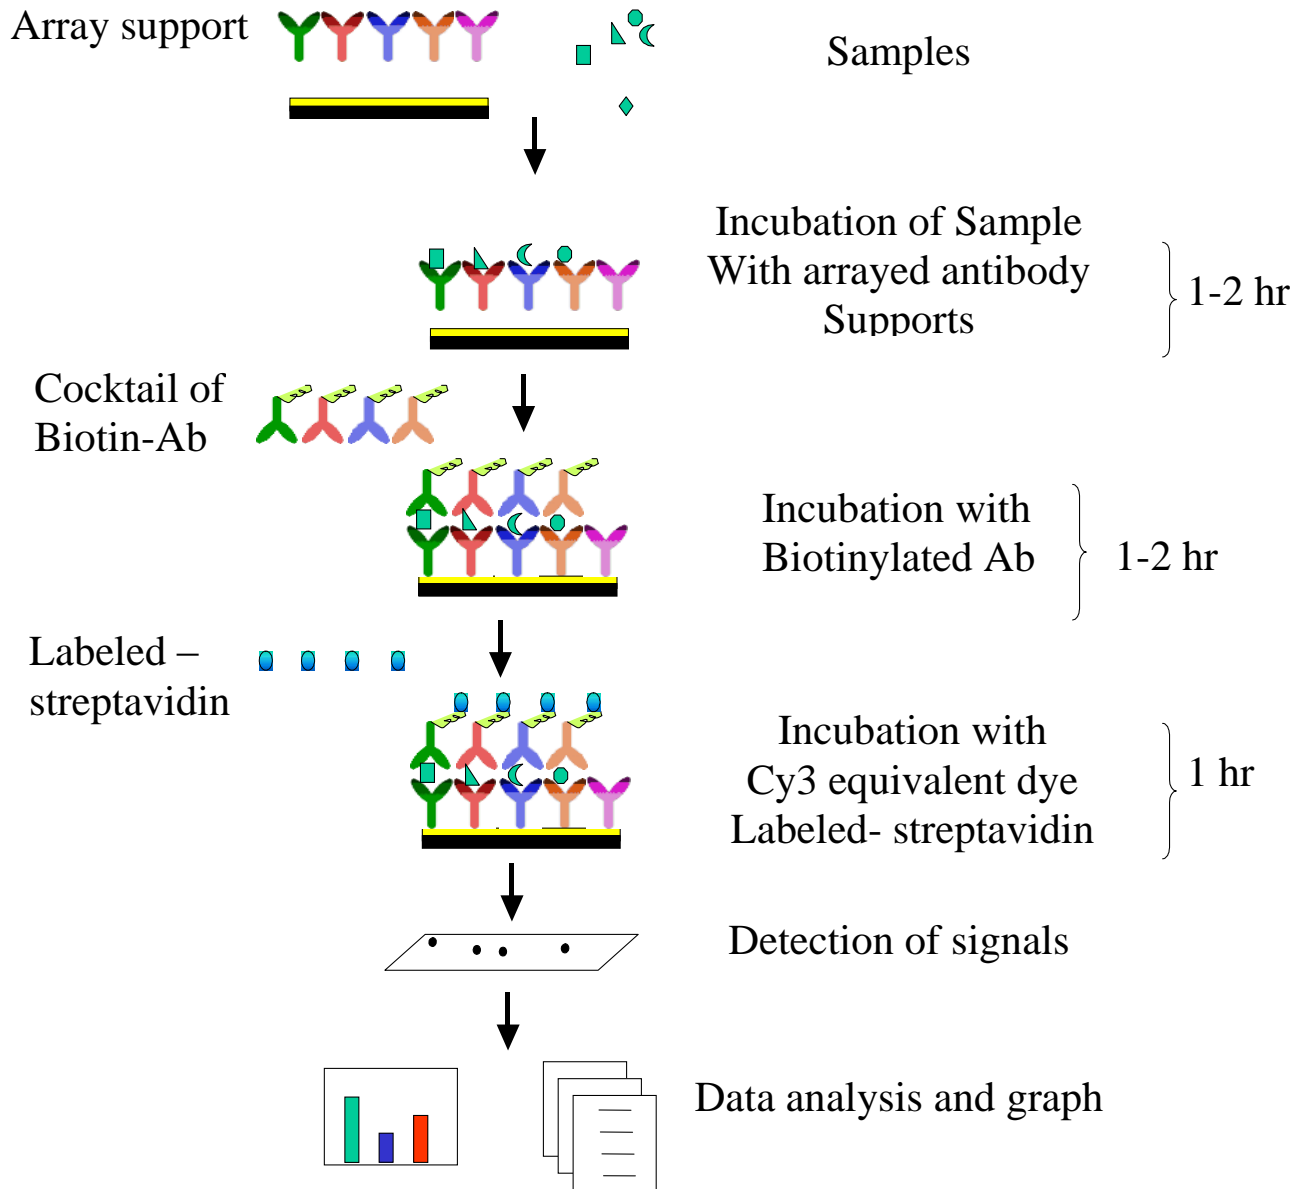 Array support
Samples
Incubation of Sample
With arrayed antibody
Supports
1-2 hr
Cocktail of
Biotin-Ab
Incubation with
Biotinylated Ab
1-2 hr
Labeled –
streptavidin
Incubation with
Cy3 equivalent dye
Labeled- streptavidin
1 hr
Detection of signals
Data analysis and graph